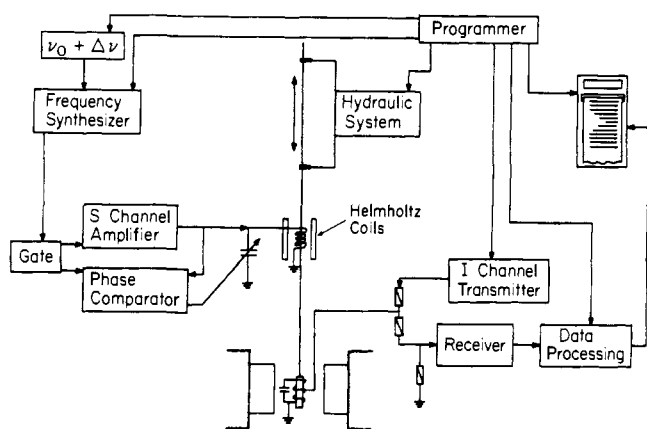 Programmer
ν₀ + Δν
Hydraulic
System
Frequency
Synthesizer
Helmholtz
Coils
S Channel
Amplifier
Gate
Phase
Comparator
I Channel
Transmitter
Receiver
Data
Processing